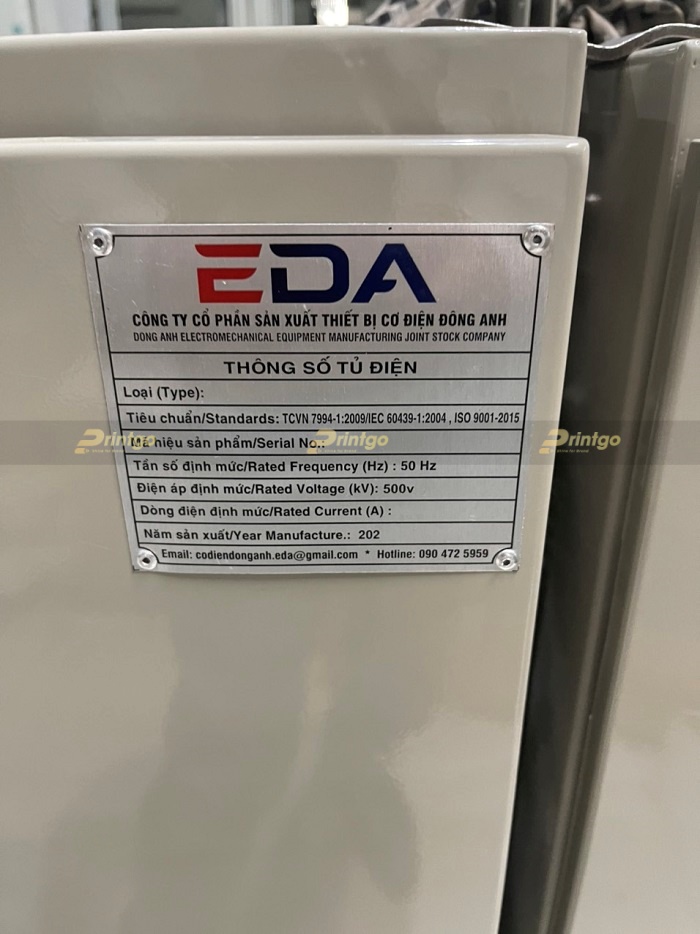 EDA
CÔNG TY CỔ PHẦN SẢN XUẤT THIẾT BỊ CƠ ĐIỆN ĐÔNG ANH
DONG ANH ELECTROMECHANICAL EQUIPMENT MANUFACTURING JOINT STOCK COMPANY
THÔNG SỐ TỦ ĐIỆN
Loại (Type):
Tiêu chuẩn/Standards: TCVN 7994-1:2009/IEC 60439-1:2004 , ISO 9001-2015
Mã hiệu sản phẩm/Serial No.:
Printgo Printgo Printgo
Tần số định mức/Rated Frequency (Hz) : 50 Hz
Điện áp định mức/Rated Voltage (kV): 500v
Dòng điện định mức/Rated Current (A) :
Năm sản xuất/Year Manufacture.: 202
Email: codiendonganh.eda@gmail.com * Hotline: 090 472 5959